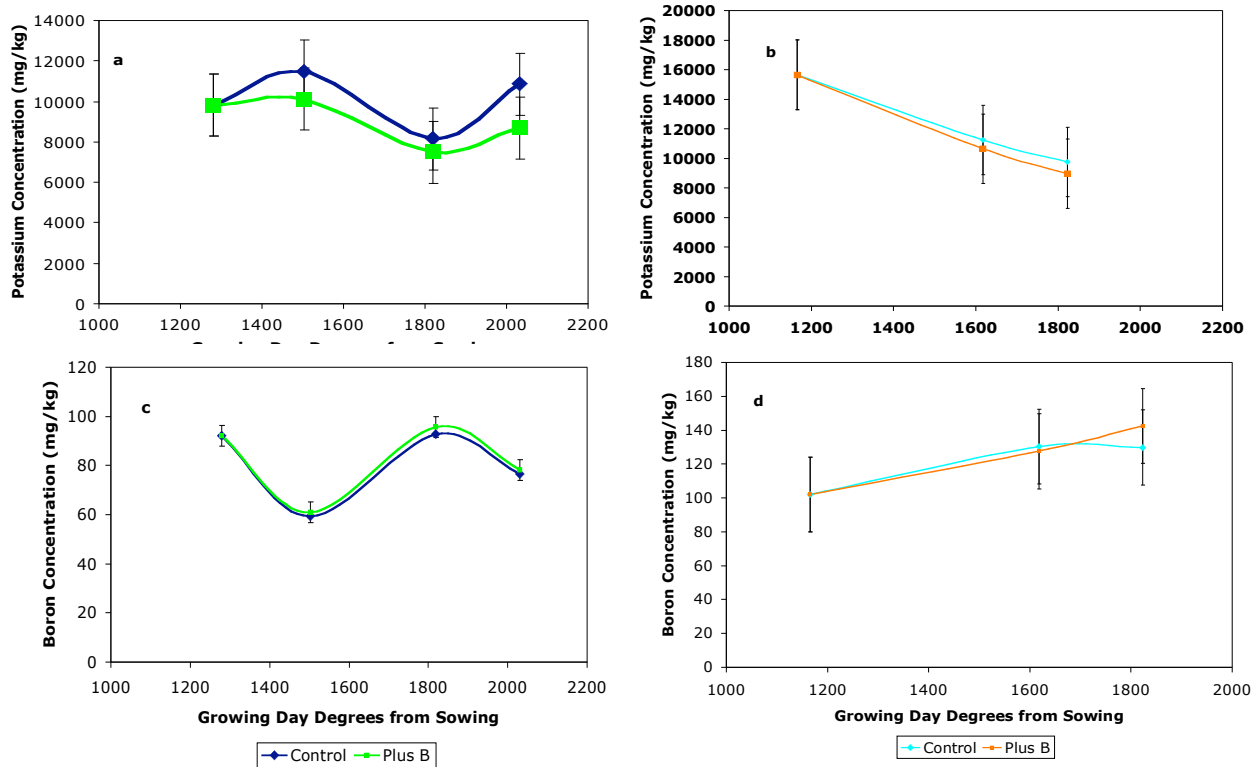 Potassium Concentration (mg/kg)
14000
12000
10000
8000
6000
4000
2000
0
a
1000 1200 1400 1600 1800 2000 2200
Potassium Concentration (mg/kg)
20000
18000
16000
14000
12000
10000
8000
6000
4000
2000
0
b
1000 1200 1400 1600 1800 2000 2200
Boron Concentration (mg/kg)
120
100
80
60
40
20
0
c
1000 1200 1400 1600 1800 2000 2200
Growing Day Degrees from Sowing
Control Plus B
Boron Concentration (mg/kg)
180
160
140
120
100
80
60
40
20
0
d
1000 1200 1400 1600 1800 2000
Growing Day Degrees from Sowing
Control Plus B